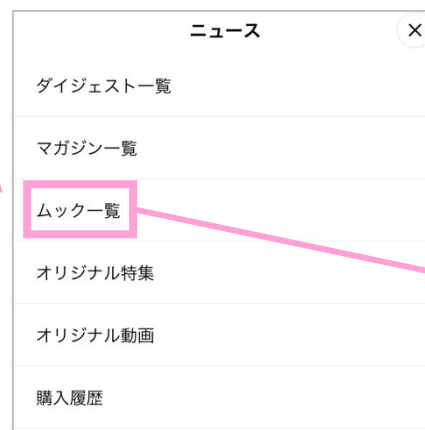 ニュース
ダイジェスト一覧
マガジン一覧
ムック一覧
オリジナル特集
オリジナル動画
購入履歴